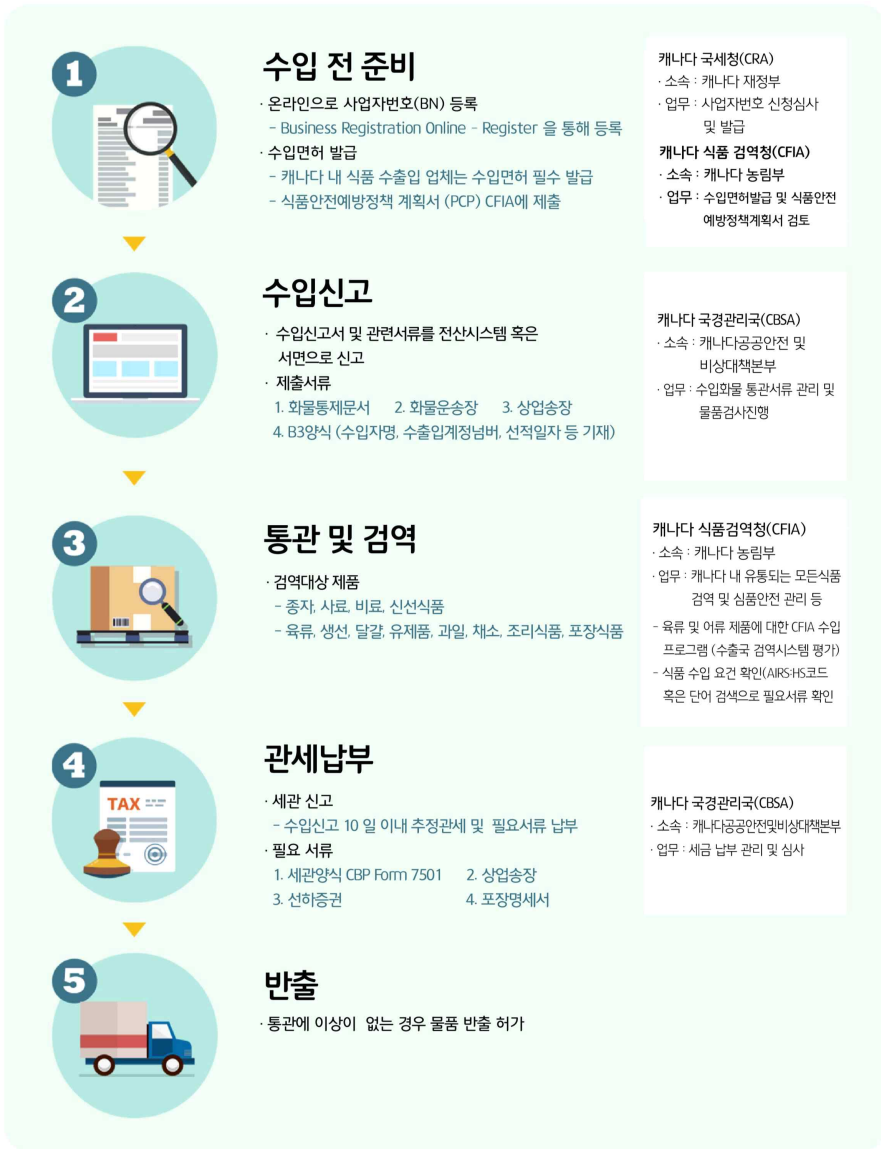 1
수입 전 준비
· 온라인으로 사업자번호(BN) 등록
- Business Registration Online - Register 을 통해 등록
· 수입면허 발급
- 캐나다 내 식품 수출입 업체는 수입면허 필수 발급
- 식품안전예방정책 계획서 (PCP) CFIA에 제출
캐나다 국세청(CRA)
· 소속 : 캐나다 재정부
· 업무 : 사업자번호 신청심사
및 발급
캐나다 식품 검역청(CFIA)
· 소속 : 캐나다 농림부
· 업무 : 수입면허발급 및 식품안전
예방정책계획서 검토
2
수입신고
· 수입신고서 및 관련서류를 전산시스템 혹은
서면으로 신고
· 제출서류
1. 화물통제문서 2. 화물운송장 3. 상업송장
4. B3양식 (수입자명, 수출입계정넘버, 선적일자 등 기재)
캐나다 국경관리국(CBSA)
· 소속 : 캐나다공공안전 및
비상대책본부
· 업무 : 수입화물 통관서류 관리 및
물품검사진행
3
통관 및 검역
· 검역대상 제품
- 종자, 사료, 비료, 신선식품
- 육류, 생선, 달걀, 유제품, 과일, 채소, 조리식품, 포장식품
캐나다 식품검역청(CFIA)
· 소속 : 캐나다 농림부
· 업무 : 캐나다 내 유통되는 모든식품
검역 및 심품안전 관리 등
- 육류 및 어류 제품에 대한 CFIA 수입
프로그램 (수출국 검역시스템 평가)
- 식품 수입 요건 확인(AIRS:HS코드
혹은 단어 검색으로 필요서류 확인
4
TAX
관세납부
· 세관 신고
- 수입신고 10 일 이내 추정관세 및 필요서류 납부
· 필요 서류
1. 세관양식 CBP Form 7501 2. 상업송장
3. 선하증권 4. 포장명세서
캐나다 국경관리국(CBSA)
· 소속 : 캐나다공공안전및비상대책본부
· 업무 : 세금 납부 관리 및 심사
5
반출
· 통관에 이상이 없는 경우 물품 반출 허가